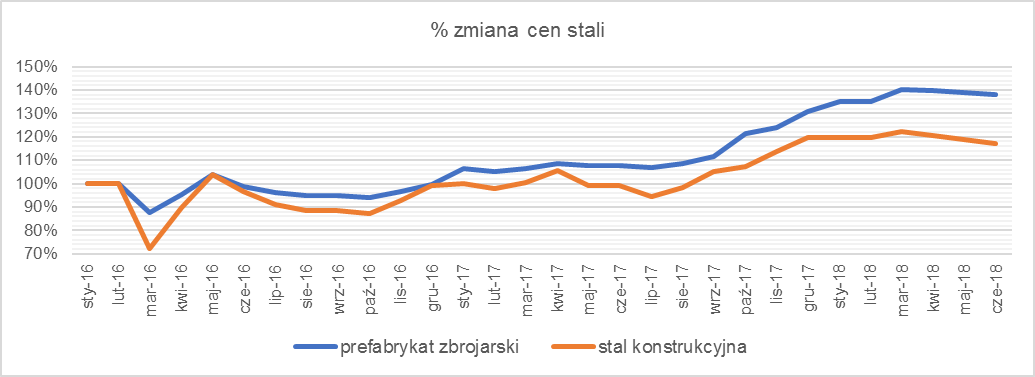 % zmiana cen stali
150%
140%
130%
120%
110%
100%
90%
80%
70%
sty-16
lut-16
mar-16
kwi-16
maj-16
cze-16
lip-16
sie-16
wrz-16
paź-16
lis-16
gru-16
sty-17
lut-17
mar-17
kwi-17
maj-17
cze-17
lip-17
sie-17
wrz-17
paź-17
lis-17
gru-17
sty-18
lut-18
mar-18
kwi-18
maj-18
cze-18
prefabrykat zbrojarski
stal konstrukcyjna